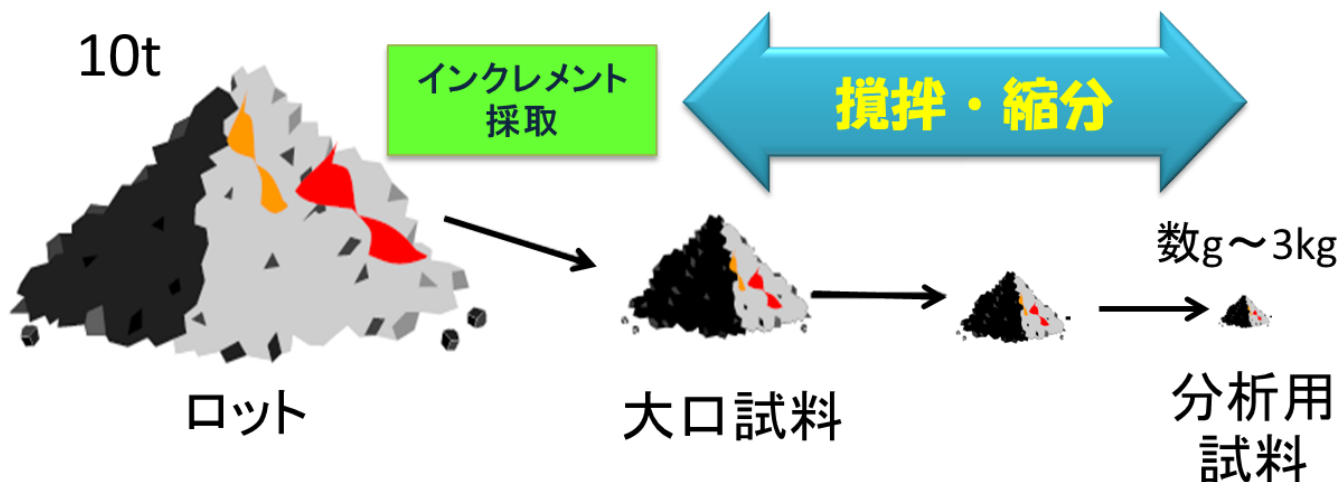 10t
インクレメント
採取
撹拌・縮分
数g～3kg
ロット
大口試料
分析用
試料